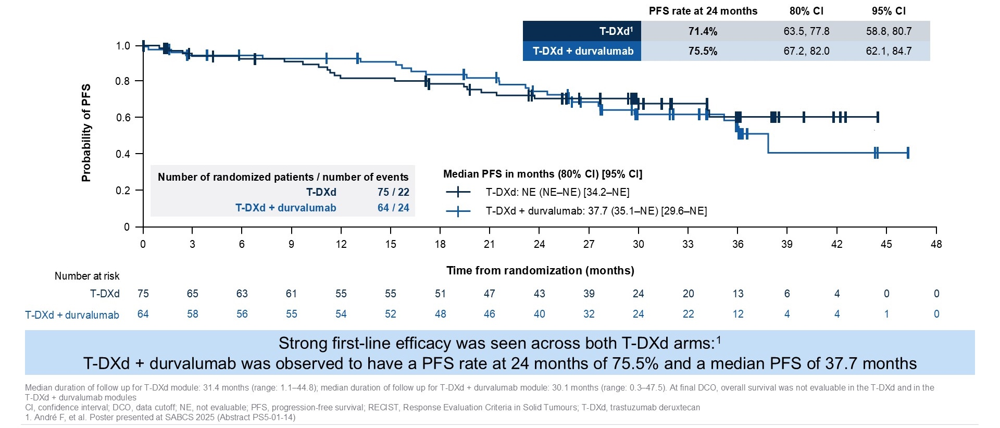 PFS rate at 24 months 80% CI 95% CI
T-DXd¹ 71.4% 63.5, 77.8 58.8, 80.7
T-DXd + durvalumab 75.5% 67.2, 82.0 62.1, 84.7
Probability of PFS
1.0
0.8
0.6
0.4
0.2
0
Number of randomized patients / number of events
T-DXd 75 / 22
T-DXd + durvalumab 64 / 24
Median PFS in months (80% CI) [95% CI]
T-DXd: NE (NE–NE) [34.2–NE]
T-DXd + durvalumab: 37.7 (35.1–NE) [29.6–NE]
0 3 6 9 12 15 18 21 24 27 30 33 36 39 42 45 48
Time from randomization (months)
Number at risk
T-DXd 75 65 63 61 55 55 51 47 43 39 24 20 13 6 4 0 0
T-DXd + durvalumab 64 58 56 55 54 52 48 46 40 32 24 22 12 4 4 1 0
Strong first-line efficacy was seen across both T-DXd arms:¹
T-DXd + durvalumab was observed to have a PFS rate at 24 months of 75.5% and a median PFS of 37.7 months
Median duration of follow up for T-DXd module: 31.4 months (range: 1.1–44.8); median duration of follow up for T-DXd + durvalumab module: 30.1 months (range: 0.3–47.5). At final DCO, overall survival was not evaluable in the T-DXd and in the
T-DXd + durvalumab modules
CI, confidence interval; DCO, data cutoff; NE, not evaluable; PFS, progression-free survival; RECIST, Response Evaluation Criteria in Solid Tumours; T-DXd, trastuzumab deruxtecan
1. André F, et al. Poster presented at SABCS 2025 (Abstract PS5-01-14)